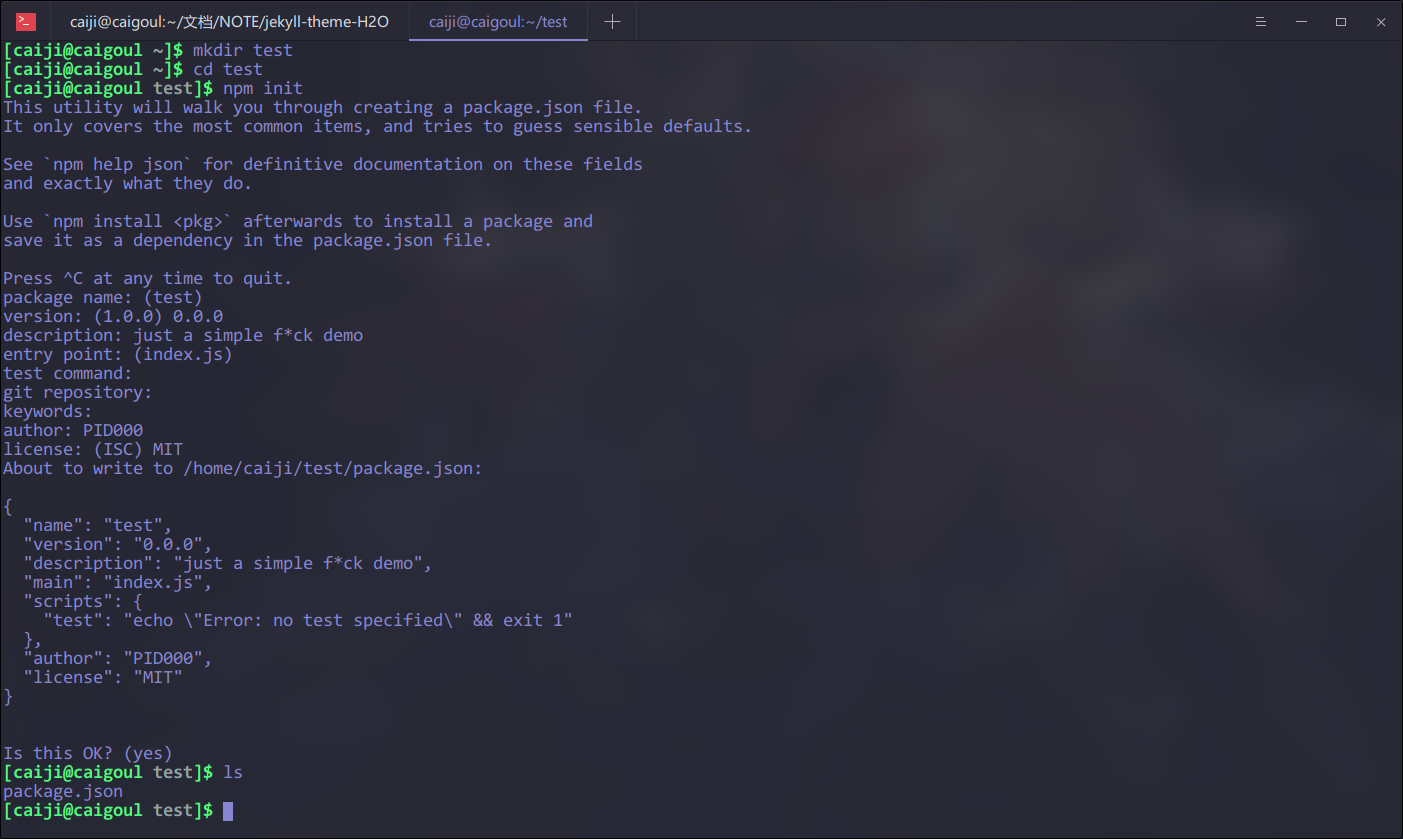 caiji@caigoul:~/文档/NOTE/jekyll-theme-H2O
caiji@caigoul:~/test
[caiji@caigoul ~]$ mkdir test
[caiji@caigoul ~]$ cd test
[caiji@caigoul test]$ npm init
This utility will walk you through creating a package.json file.
It only covers the most common items, and tries to guess sensible defaults.

See `npm help json` for definitive documentation on these fields
and exactly what they do.

Use `npm install <pkg>` afterwards to install a package and
save it as a dependency in the package.json file.

Press ^C at any time to quit.
package name: (test)
version: (1.0.0) 0.0.0
description: just a simple f*ck demo
entry point: (index.js)
test command:
git repository:
keywords:
author: PID000
license: (ISC) MIT
About to write to /home/caiji/test/package.json:

{
  "name": "test",
  "version": "0.0.0",
  "description": "just a simple f*ck demo",
  "main": "index.js",
  "scripts": {
    "test": "echo \"Error: no test specified\" && exit 1"
  },
  "author": "PID000",
  "license": "MIT"
}

Is this OK? (yes)
[caiji@caigoul test]$ ls
package.json
[caiji@caigoul test]$